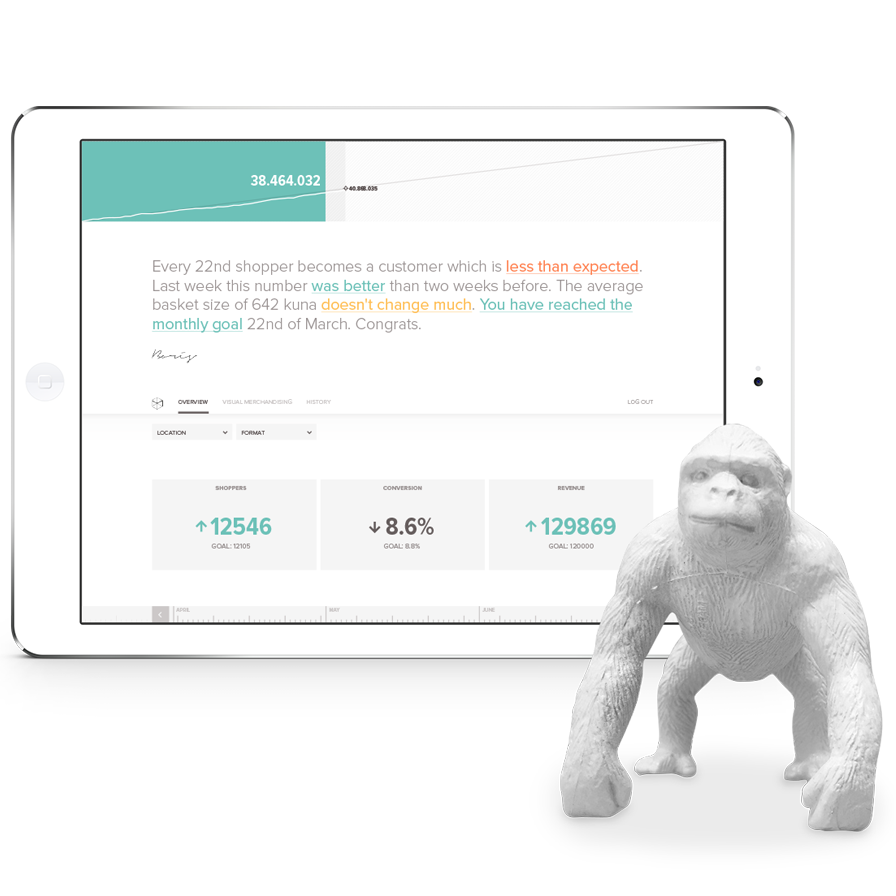 38.464.032
40.888.035
Every 22nd shopper becomes a customer which is less than expected.
Last week this number was better than two weeks before. The average
basket size of 642 kuna doesn't change much. You have reached the
monthly goal 22nd of March. Congrats.
Boris
OVERVIEW VISUAL MERCHANDISING HISTORY LOG OUT
LOCATION FORMAT
SHOPPERS CONVERSION REVENUE
12546 8.6% 129869
GOAL: 12105 GOAL: 8.8% GOAL: 120000
APRIL MAY JUNE